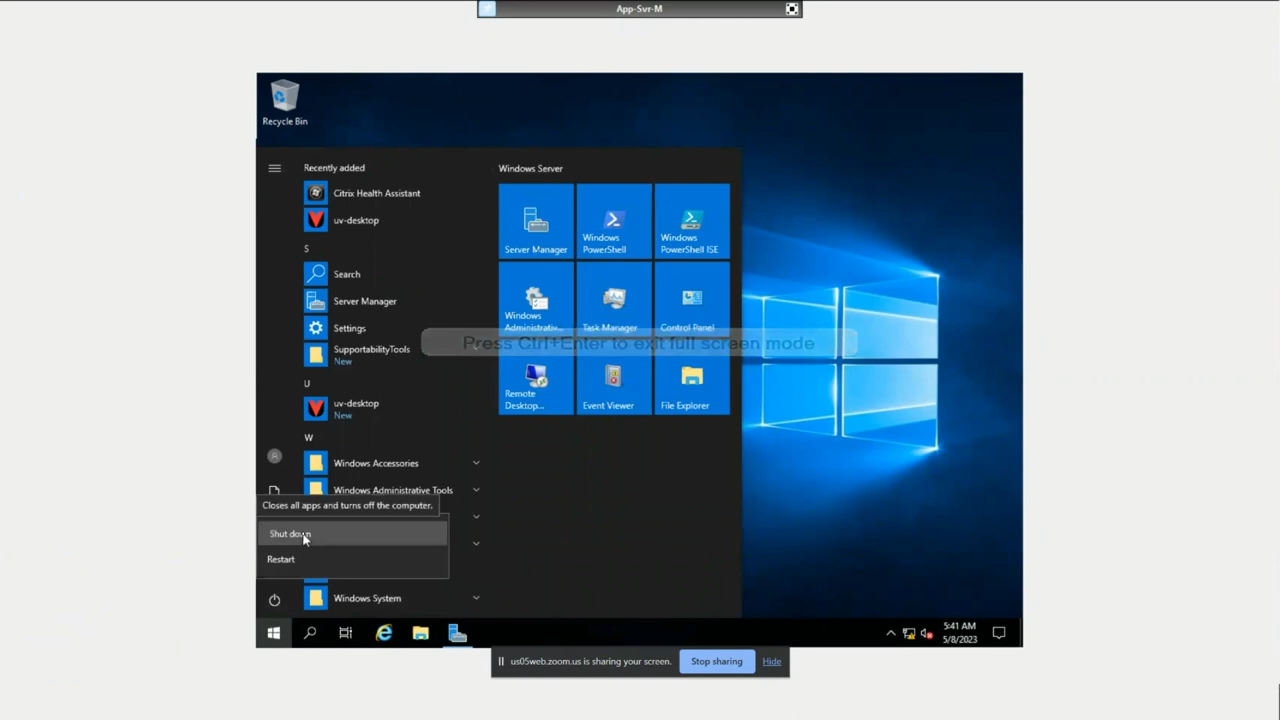 App-Svr-M
Recycle Bin
Recently added
Citrix Health Assistant
uv-desktop
S
Search
Server Manager
Settings
SupportabilityTools
New
U
uv-desktop
New
W
Windows Accessories
Windows Administrative Tools
Closes all apps and turns off the computer.
Shut down
Restart
Windows System
Windows Server
Server Manager
Windows
PowerShell
Windows
PowerShell ISE
Windows
Administrativ...
Task Manager
Control Panel
Press Ctrl+Enter to exit full screen mode
Remote
Desktop...
Event Viewer
File Explorer
5:41 AM
5/8/2023
us05web.zoom.us is sharing your screen.
Stop sharing
Hide